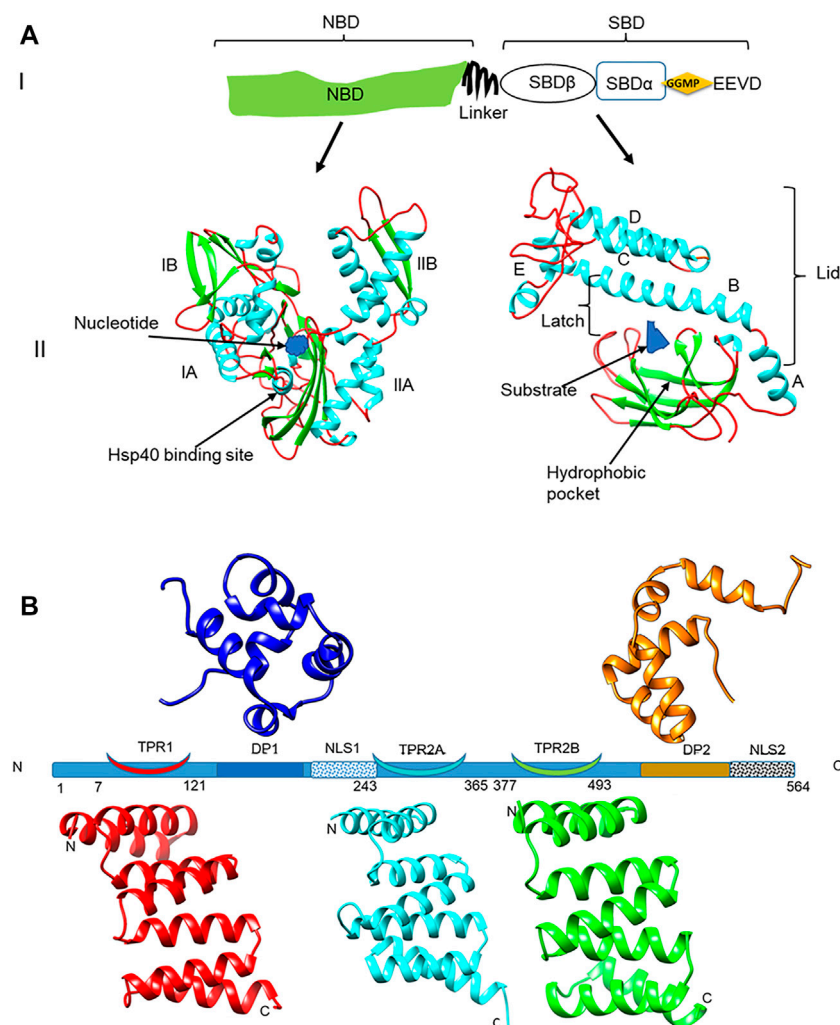 A
NBD
SBD
I
NBD
Linker
SBDβ
SBDα
GGMP
EEVD
IB
IIB
Nucleotide
II
IA
IIA
Hsp40 binding site
D
C
B
E
Lid
Latch
Substrate
A
Hydrophobic
pocket
B
N
TPR1
DP1
NLS1
TPR2A
TPR2B
DP2
NLS2
C
1
7
121
243
365
377
493
564
N
N
N
C
C
C